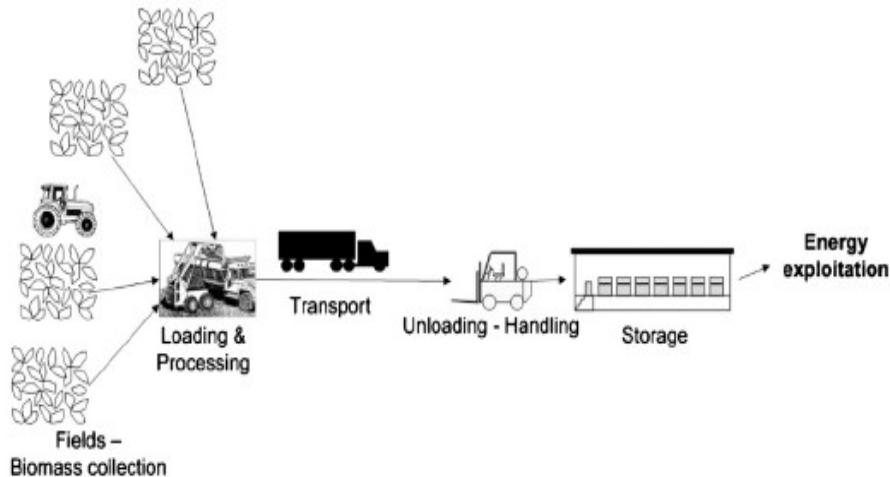 Energy
exploitation
Transport
Unloading - Handling
Storage
Loading &
Processing
Fields –
Biomass collection